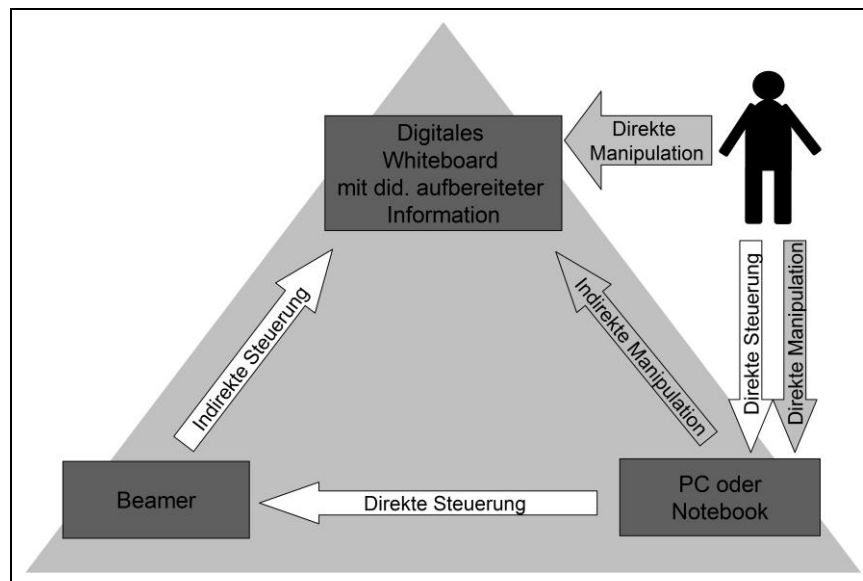 Digitales
Whiteboard
mit did. aufbereiteter
Information
Direkte
Manipulation
Indirekte Steuerung
Indirekte Manipulation
Direkte Steuerung
Direkte Manipulation
Beamer
Direkte Steuerung
PC oder
Notebook